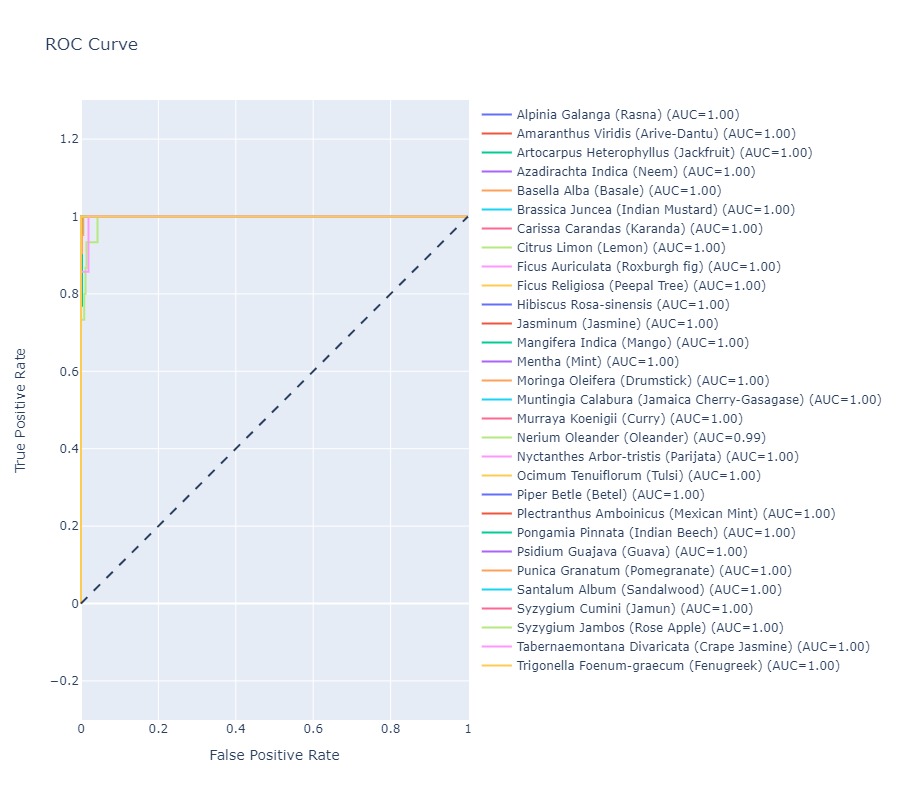 ROC Curve
1.2
1
0.8
0.6
0.4
0.2
0
−0.2
True Positive Rate
0 0.2 0.4 0.6 0.8 1
False Positive Rate
Alpinia Galanga (Rasna) (AUC=1.00)
Amaranthus Viridis (Arive-Dantu) (AUC=1.00)
Artocarpus Heterophyllus (Jackfruit) (AUC=1.00)
Azadirachta Indica (Neem) (AUC=1.00)
Basella Alba (Basale) (AUC=1.00)
Brassica Juncea (Indian Mustard) (AUC=1.00)
Carissa Carandas (Karanda) (AUC=1.00)
Citrus Limon (Lemon) (AUC=1.00)
Ficus Auriculata (Roxburgh fig) (AUC=1.00)
Ficus Religiosa (Peepal Tree) (AUC=1.00)
Hibiscus Rosa-sinensis (AUC=1.00)
Jasminum (Jasmine) (AUC=1.00)
Mangifera Indica (Mango) (AUC=1.00)
Mentha (Mint) (AUC=1.00)
Moringa Oleifera (Drumstick) (AUC=1.00)
Muntingia Calabura (Jamaica Cherry-Gasagase) (AUC=1.00)
Murraya Koenigii (Curry) (AUC=1.00)
Nerium Oleander (Oleander) (AUC=0.99)
Nyctanthes Arbor-tristis (Parijata) (AUC=1.00)
Ocimum Tenuiflorum (Tulsi) (AUC=1.00)
Piper Betle (Betel) (AUC=1.00)
Plectranthus Amboinicus (Mexican Mint) (AUC=1.00)
Pongamia Pinnata (Indian Beech) (AUC=1.00)
Psidium Guajava (Guava) (AUC=1.00)
Punica Granatum (Pomegranate) (AUC=1.00)
Santalum Album (Sandalwood) (AUC=1.00)
Syzygium Cumini (Jamun) (AUC=1.00)
Syzygium Jambos (Rose Apple) (AUC=1.00)
Tabernaemontana Divaricata (Crape Jasmine) (AUC=1.00)
Trigonella Foenum-graecum (Fenugreek) (AUC=1.00)